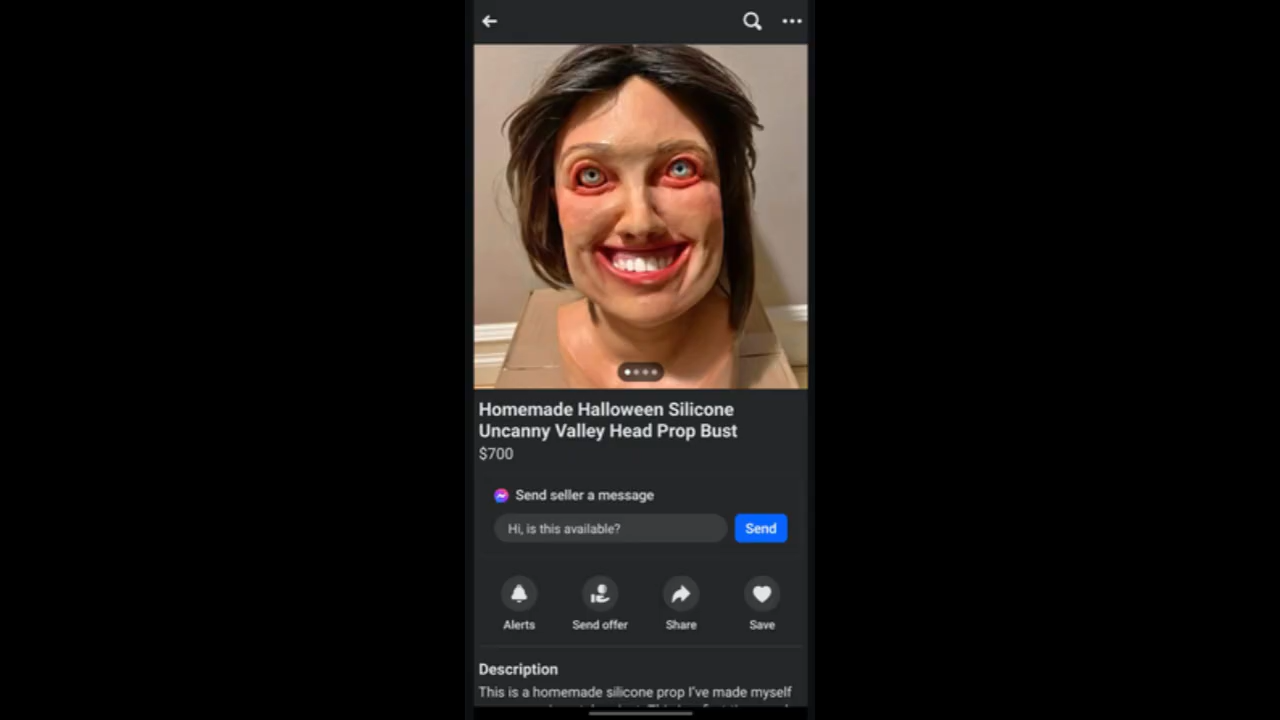 Homemade Halloween Silicone
Uncanny Valley Head Prop Bust
$700
Send seller a message
Hi, is this available?
Send
Alerts
Send offer
Share
Save
Description
This is a homemade silicone prop I've made myself